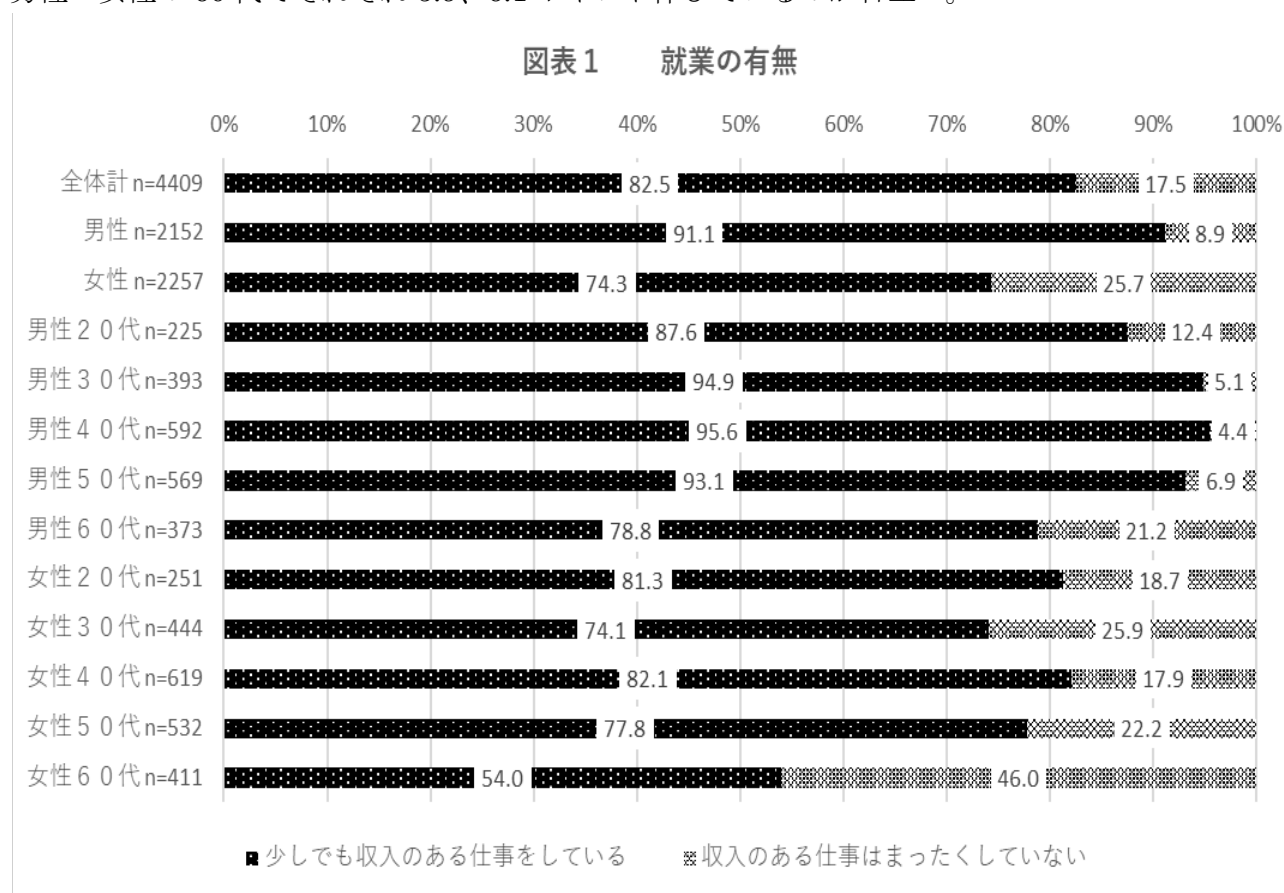 図表1 就業の有無
0% 10% 20% 30% 40% 50% 60% 70% 80% 90% 100%
全体計 n=4409 82.5 17.5
男性 n=2152 91.1 8.9
女性 n=2257 74.3 25.7
男性20代 n=225 87.6 12.4
男性30代 n=393 94.9 5.1
男性40代 n=592 95.6 4.4
男性50代 n=569 93.1 6.9
男性60代 n=373 78.8 21.2
女性20代 n=251 81.3 18.7
女性30代 n=444 74.1 25.9
女性40代 n=619 82.1 17.9
女性50代 n=532 77.8 22.2
女性60代 n=411 54.0 46.0
少しでも収入のある仕事をしている 収入のある仕事はまったくしていない